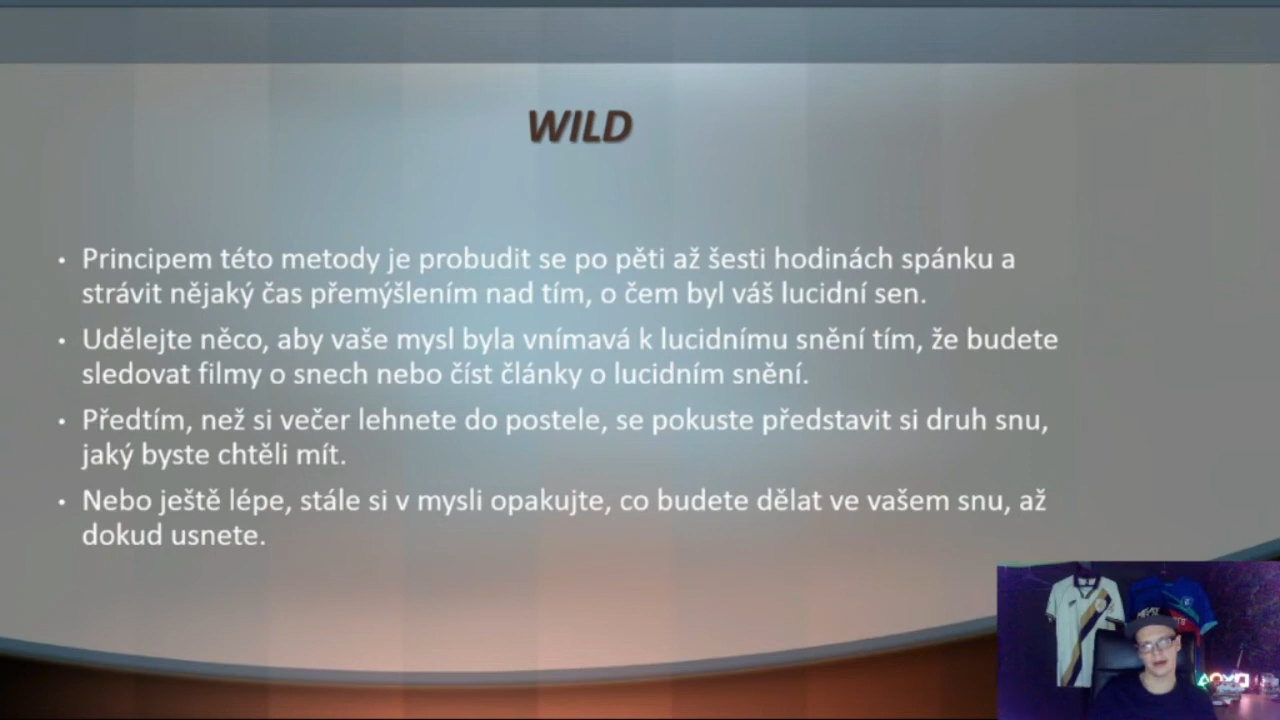 WILD
• Principem této metody je probudit se po pěti až šesti hodinách spánku a
strávit nějaký čas přemýšlením nad tím, o čem byl váš lucidní sen.
• Udělejte něco, aby vaše mysl byla vnímavá k lucidnímu snění tím, že budete
sledovat filmy o snech nebo číst články o lucidním snění.
• Předtím, než si večer lehnete do postele, se pokuste představit si druh snu,
jaký byste chtěli mít.
• Nebo ještě lépe, stále si v mysli opakujte, co budete dělat ve vašem snu, až
dokud usnete.